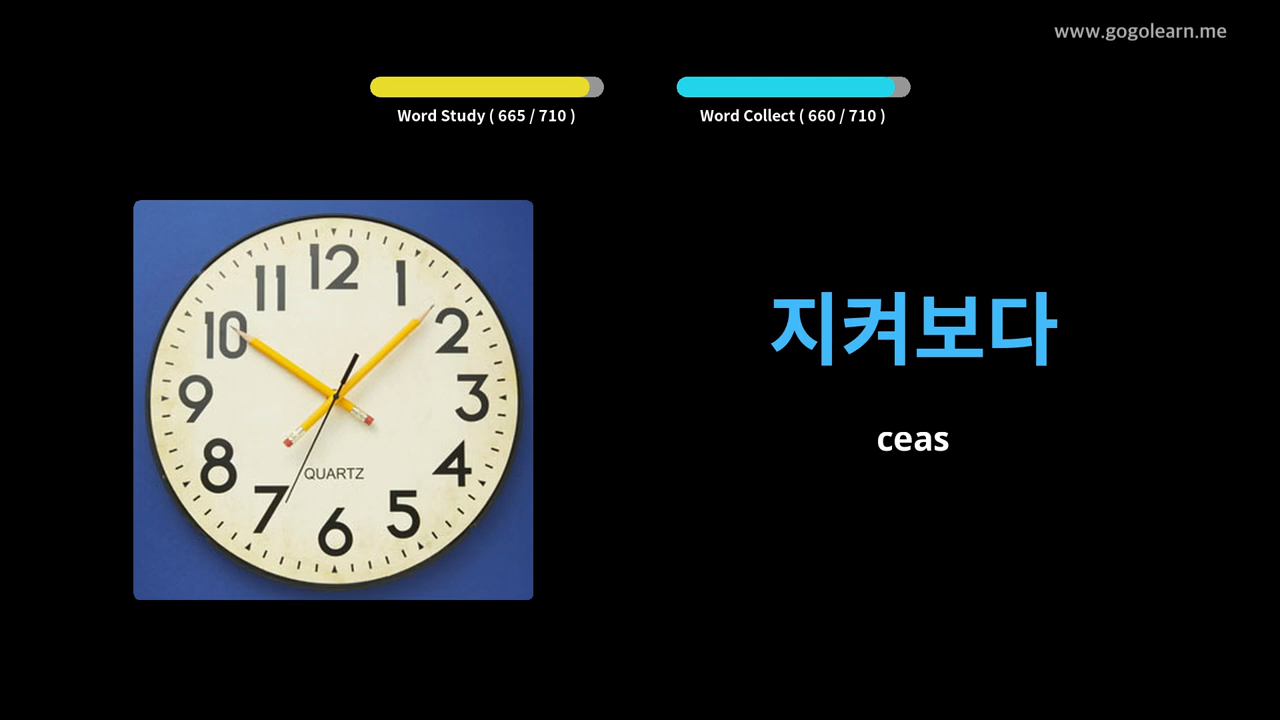 www.gogolearn.me
Word Study ( 665 / 710 )
Word Collect ( 660 / 710 )
12
11
1
10
2
9
3
8
4
QUARTZ
7
5
6
지켜보다
ceas